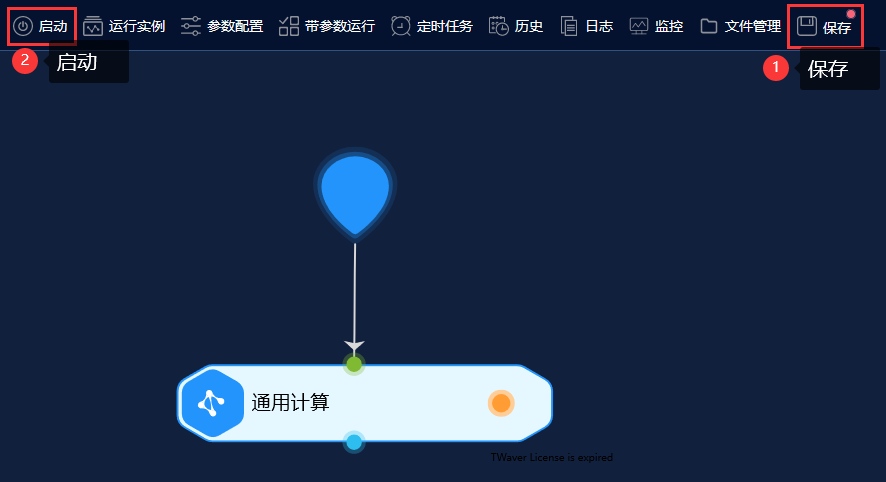 启动 运行实例 参数配置 带参数运行 定时任务 历史 日志 监控 文件管理 保存
2 启动
1 保存
通用计算
TWaver License is expired